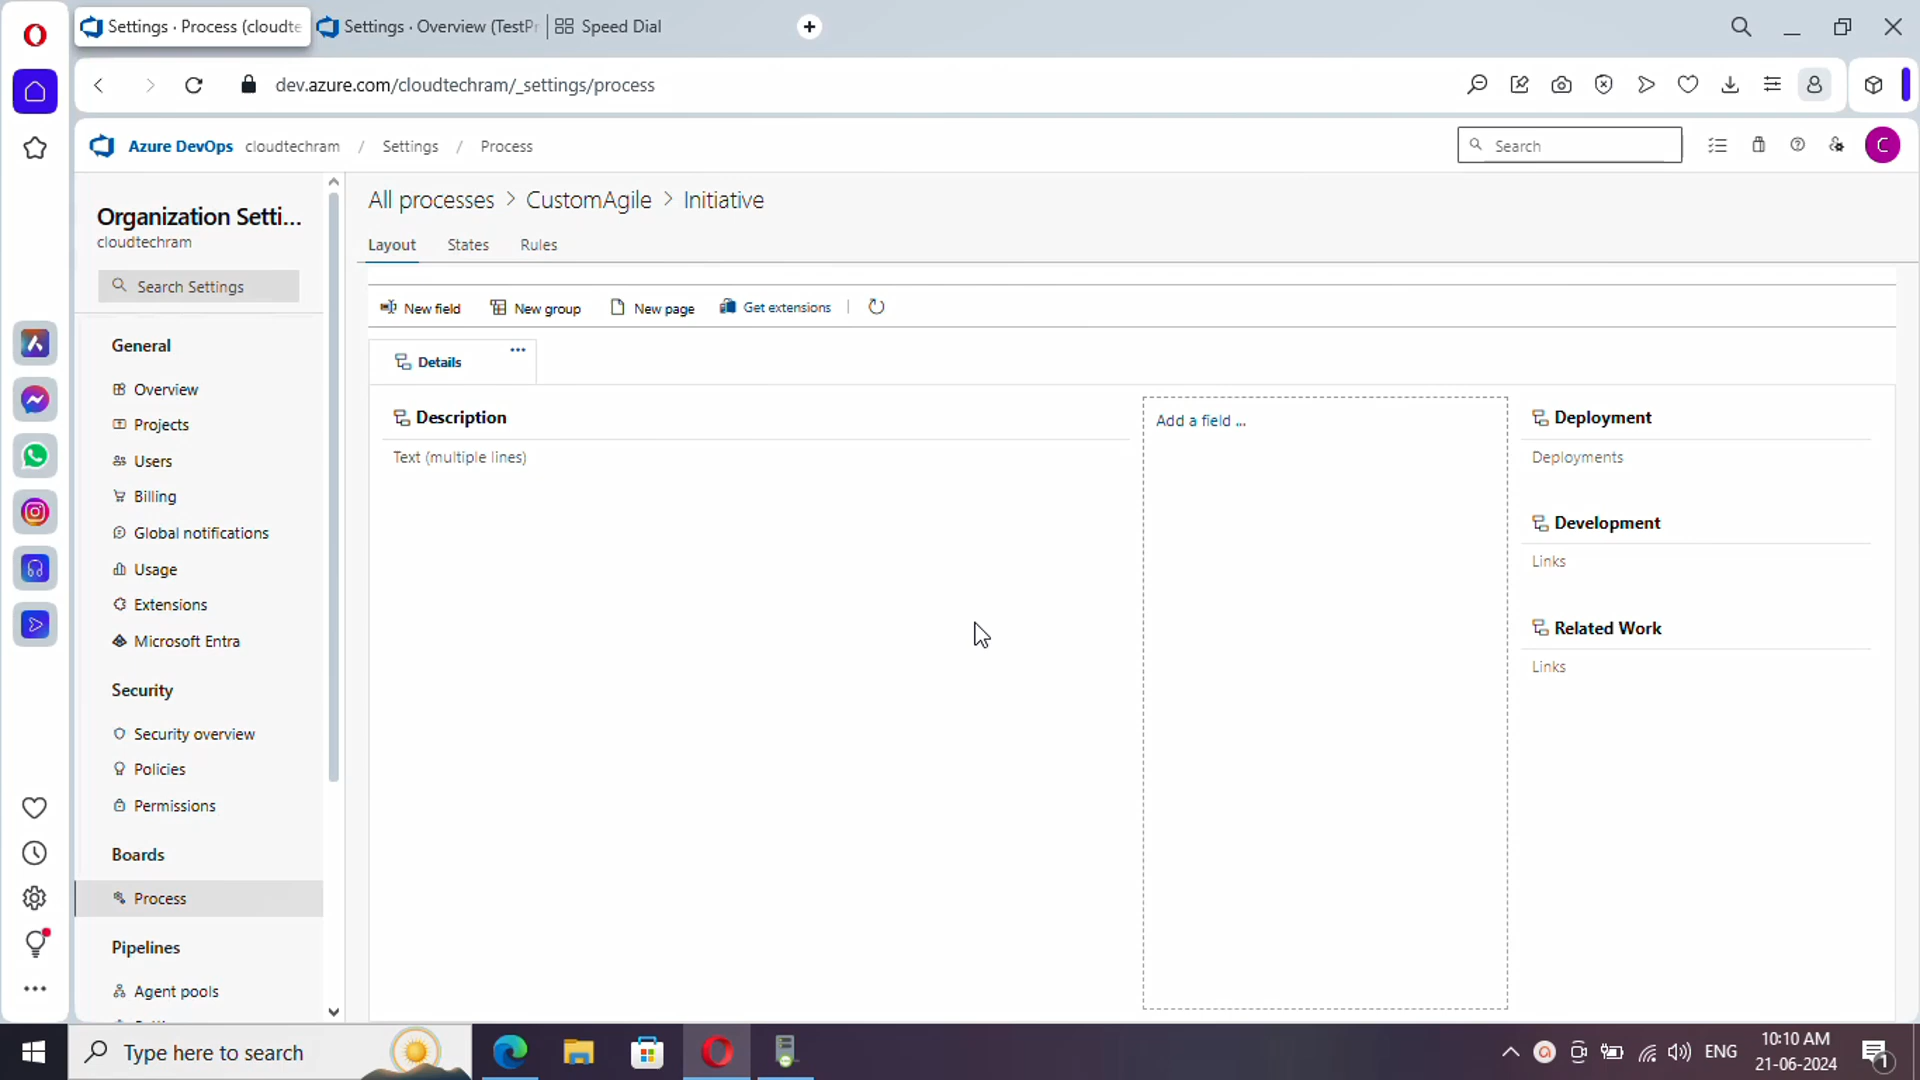 Settings · Process (cloudte
Settings · Overview (TestPr
Speed Dial
dev.azure.com/cloudtechram/_settings/process
Azure DevOps cloudtechram / Settings / Process
Search
C
Organization Setti...
cloudtechram
Search Settings
General
Overview
Projects
Users
Billing
Global notifications
Usage
Extensions
Microsoft Entra
Security
Security overview
Policies
Permissions
Boards
Process
Pipelines
Agent pools
All processes > CustomAgile > Initiative
Layout
States
Rules
New field
New group
New page
Get extensions
Details
Description
Text (multiple lines)
Add a field ...
Deployment
Deployments
Development
Links
Related Work
Links
Type here to search
ENG
10:10 AM
21-06-2024
1